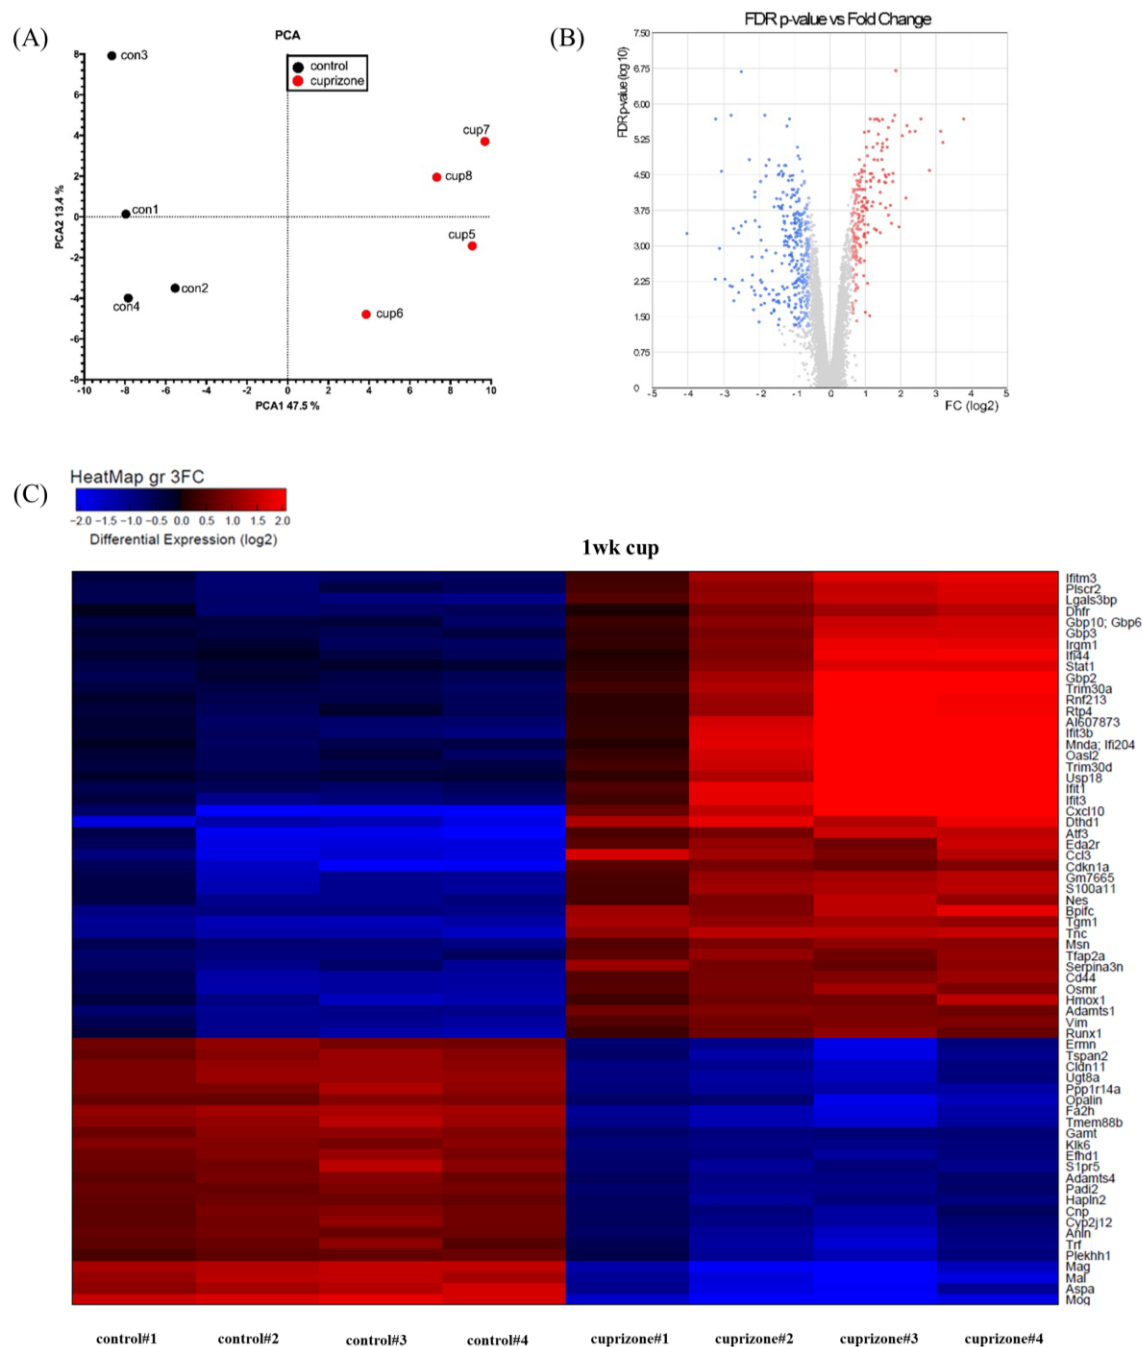 (A)
PCA
control
cuprizone
con3
con1
con2
con4
cup7
cup8
cup5
cup6
8
6
4
2
0
-2
-4
-6
-8
PCA2 13.4 %
-10 -8 -6 -4 -2 0 2 4 6 8 10
PCA1 47.5 %
(B)
FDR p-value vs Fold Change
FDR p-value (log10)
7.50
6.75
6.00
5.25
4.50
3.75
3.00
2.25
1.50
0.75
0
-5 -4 -3 -2 -1 0 1 2 3 4 5
FC (log2)
(C)
HeatMap gr 3FC
-2.0 -1.5 -1.0 -0.5 0.0 0.5 1.0 1.5 2.0
Differential Expression (log2)
1wk cup
Ifitm3
Plscr2
Lgals3bp
Dhfr
Gbp10; Gbp6
Gbp3
Irgm1
Ifi44
Stat1
Gbp2
Trim30a
Rnf213
Rtp4
AI607873
Ifit3b
Mnda; Ifi204
Oasl2
Trim30d
Usp18
Ifit1
Ifit3
Cxcl10
Dthd1
Atf3
Eda2r
Ccl3
Cdkn1a
Gm7665
S100a11
Nes
Bpifc
Tgm1
Tnc
Msn
Tfap2a
Serpina3n
Cd44
Osmr
Hmox1
Adamts1
Vim
Runx1
Ermn
Tspan2
Cldn11
Ugt8a
Ppp1r14a
Opalin
Fa2h
Tmem88b
Gamt
Klk6
Efhd1
S1pr5
Adamts4
Padi2
Hapln2
Cnp
Cyp2j12
Anln
Trf
Plekhh1
Mag
Mal
Aspa
Mog
control#1 control#2 control#3 control#4 cuprizone#1 cuprizone#2 cuprizone#3 cuprizone#4